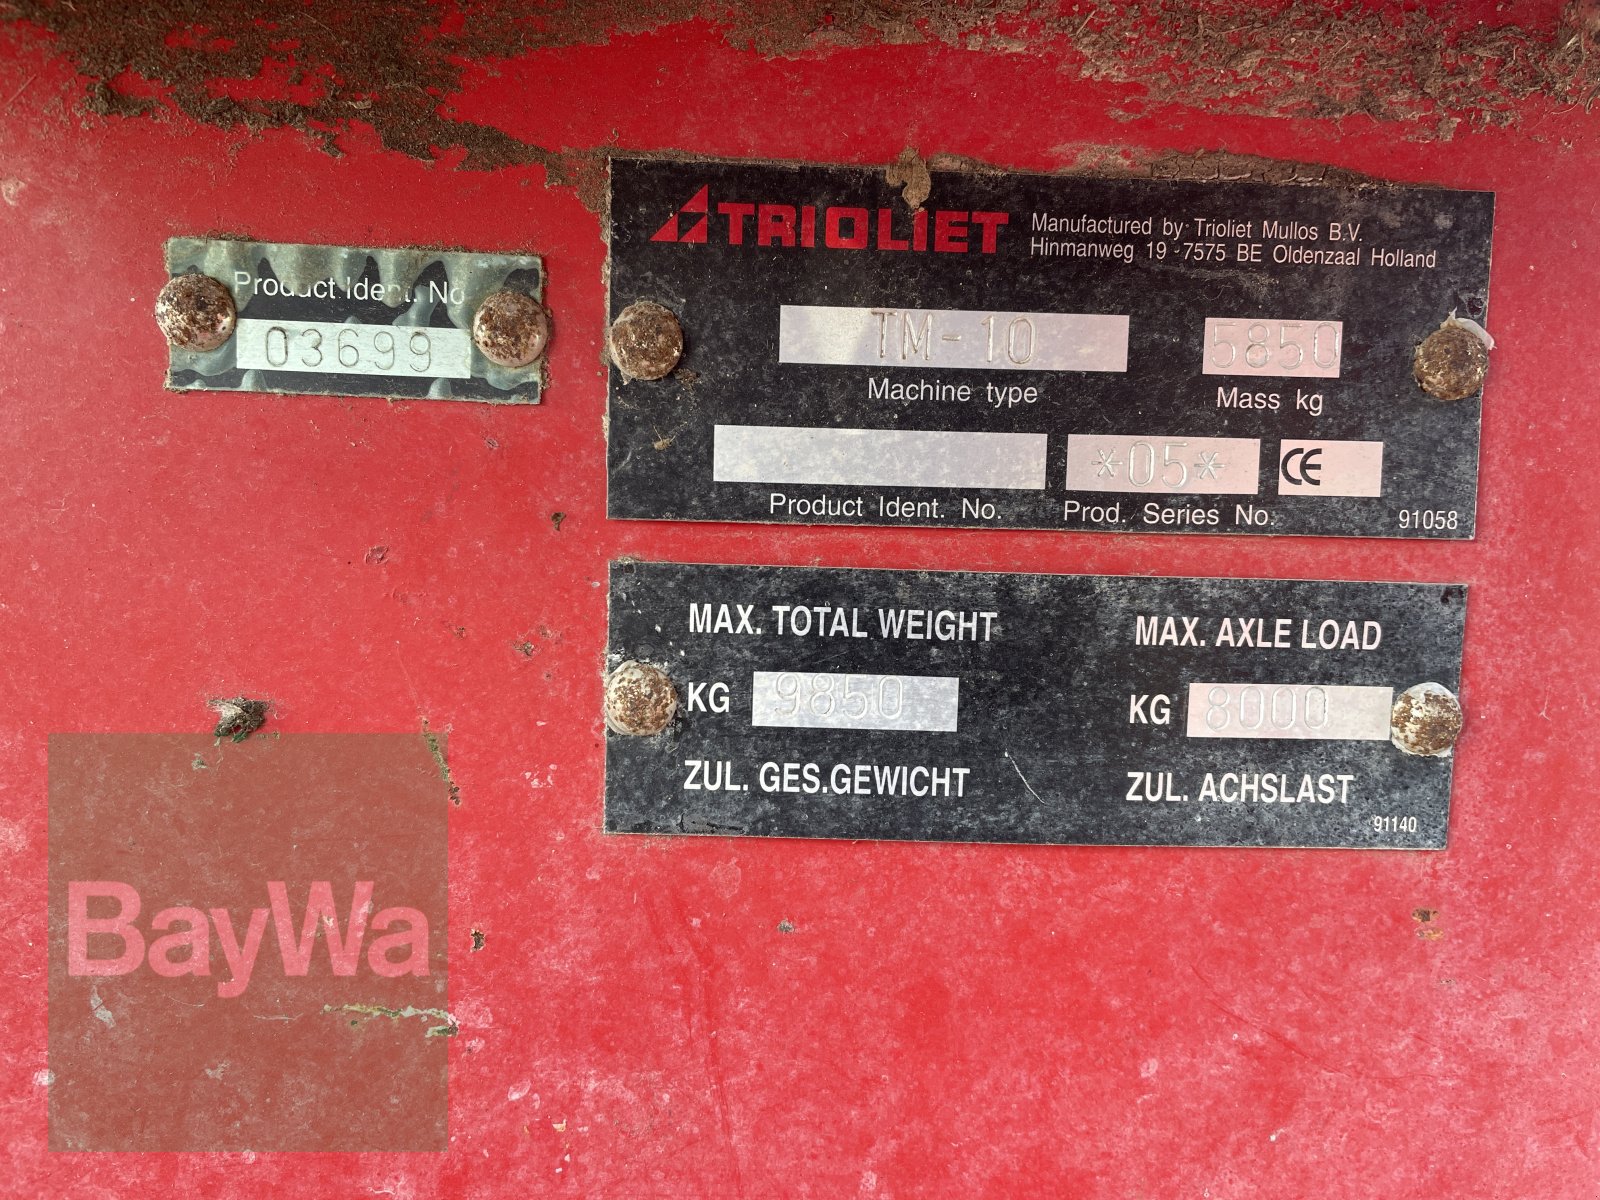 Product Ident. No
03699
TRIOLIET
Manufactured by Trioliet Mullos B.V.
Hinmanweg 19 - 7575 BE Oldenzaal Holland
TM-10
5850
Machine type
Mass kg
*05*
CE
Product Ident. No.
Prod. Series No.
91058
MAX. TOTAL WEIGHT
MAX. AXLE LOAD
KG 9850
KG 8000
ZUL. GES.GEWICHT
ZUL. ACHSLAST
91140
BayWa